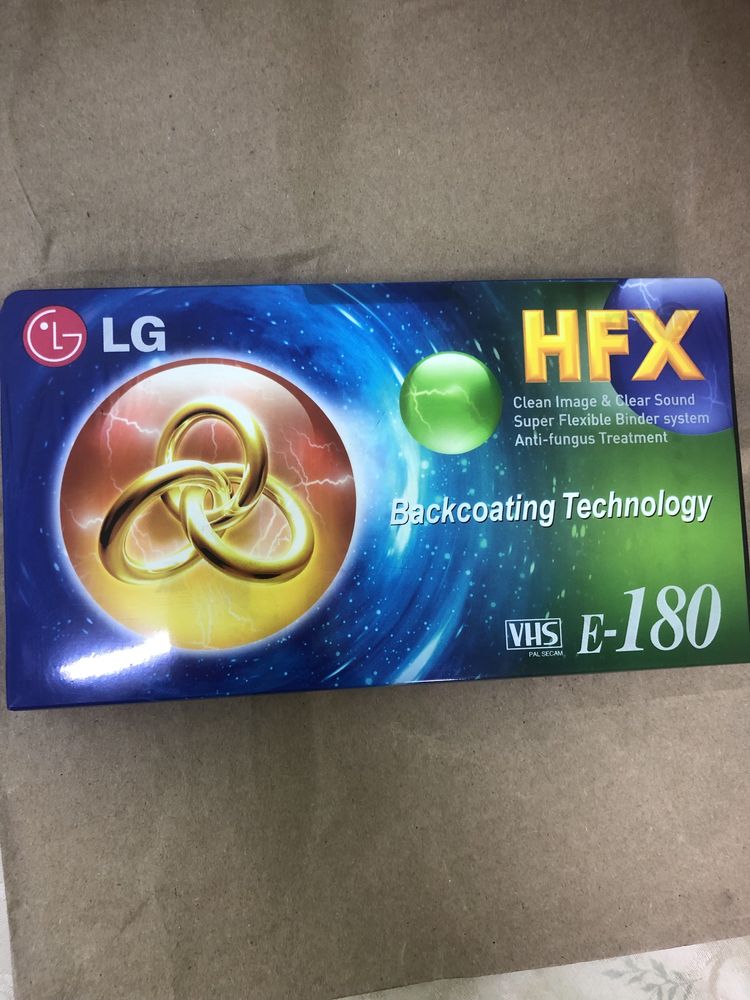 LG
HFX
Clean Image & Clear Sound
Super Flexible Binder system
Anti-fungus Treatment
Backcoating Technology
VHS
PAL SECAM
E-180